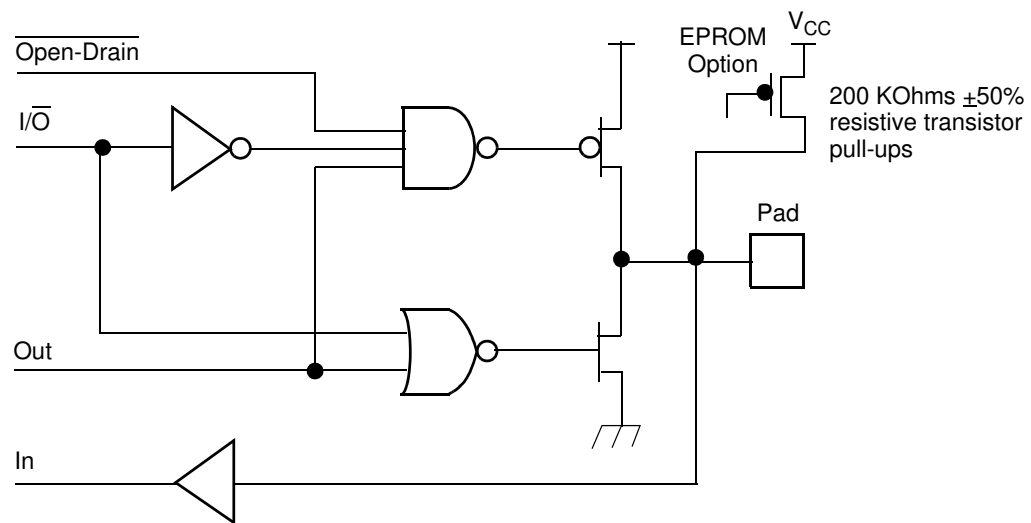 Open-Drain
I/O
Out
In
EPROM
Option
VCC
200 KOhms ±50%
resistive transistor
pull-ups
Pad